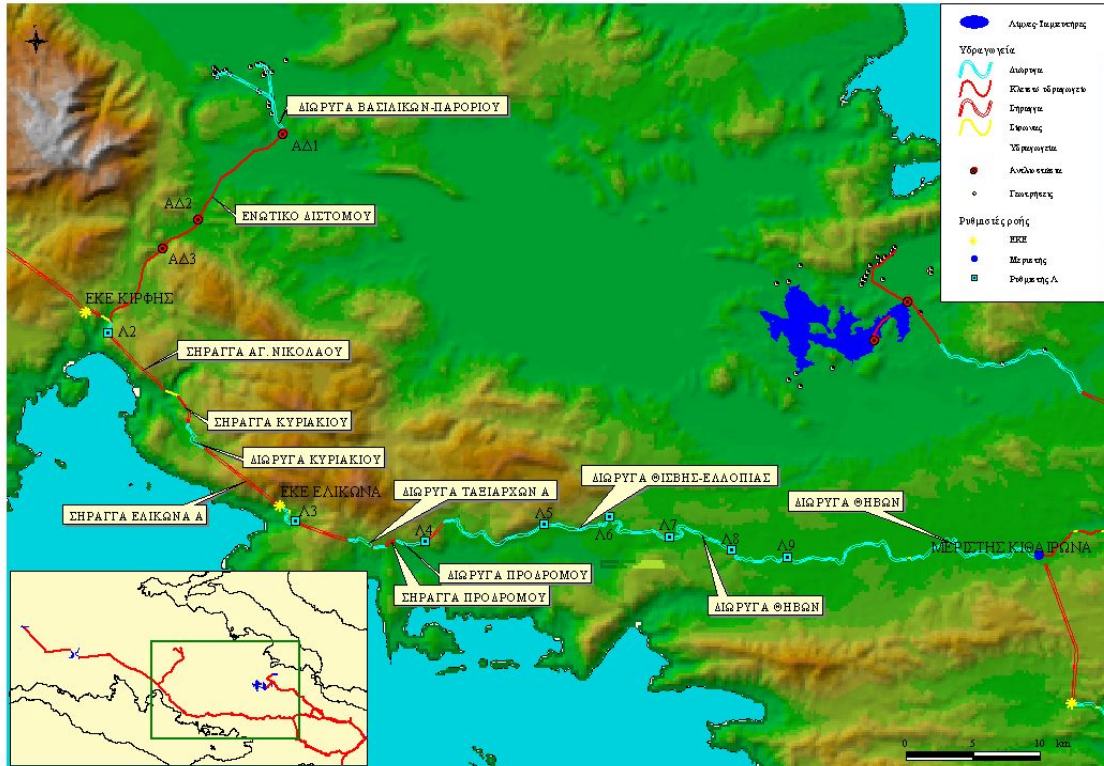 Λίμνες-Ταμιευτήρες
Υδραγωγεία
Διώρυγα
Κλειστό υδραγωγείο
Σήραγγα
Σίφωνας
Υδραγωγεία
Αντλιοστάσια
Γεωτρήσεις
Ρυθμιστές ροής
ΕΚΕ
Μεριστής
Ρυθμιστής Λ
ΔΙΩΡΥΓΑ ΒΑΣΙΛΙΚΩΝ-ΠΑΡΟΡΙΟΥ
ΑΔ1
ΑΔ2
ΕΝΩΤΙΚΟ ΔΙΣΤΟΜΟΥ
ΑΔ3
ΕΚΕ ΚΙΡΦΗΣ
Λ2
ΣΗΡΑΓΓΑ ΑΓ. ΝΙΚΟΛΑΟΥ
ΣΗΡΑΓΓΑ ΚΥΡΙΑΚΙΟΥ
ΔΙΩΡΥΓΑ ΚΥΡΙΑΚΙΟΥ
ΕΚΕ ΕΛΙΚΩΝΑ
ΣΗΡΑΓΓΑ ΕΛΙΚΩΝΑ Α
Λ3
ΔΙΩΡΥΓΑ ΤΑΞΙΑΡΧΩΝ Α
ΔΙΩΡΥΓΑ ΘΙΣΒΗΣ-ΕΛΛΟΠΙΑΣ
ΔΙΩΡΥΓΑ ΘΗΒΩΝ
Λ4
Λ5
Λ6
Λ7
Λ8
Λ9
ΜΕΡΙΣΤΗΣ ΚΙΘΑΙΡΩΝΑ
ΔΙΩΡΥΓΑ ΠΡΟΔΡΟΜΟΥ
ΣΗΡΑΓΓΑ ΠΡΟΔΡΟΜΟΥ
ΔΙΩΡΥΓΑ ΘΗΒΩΝ
0 5 10 km